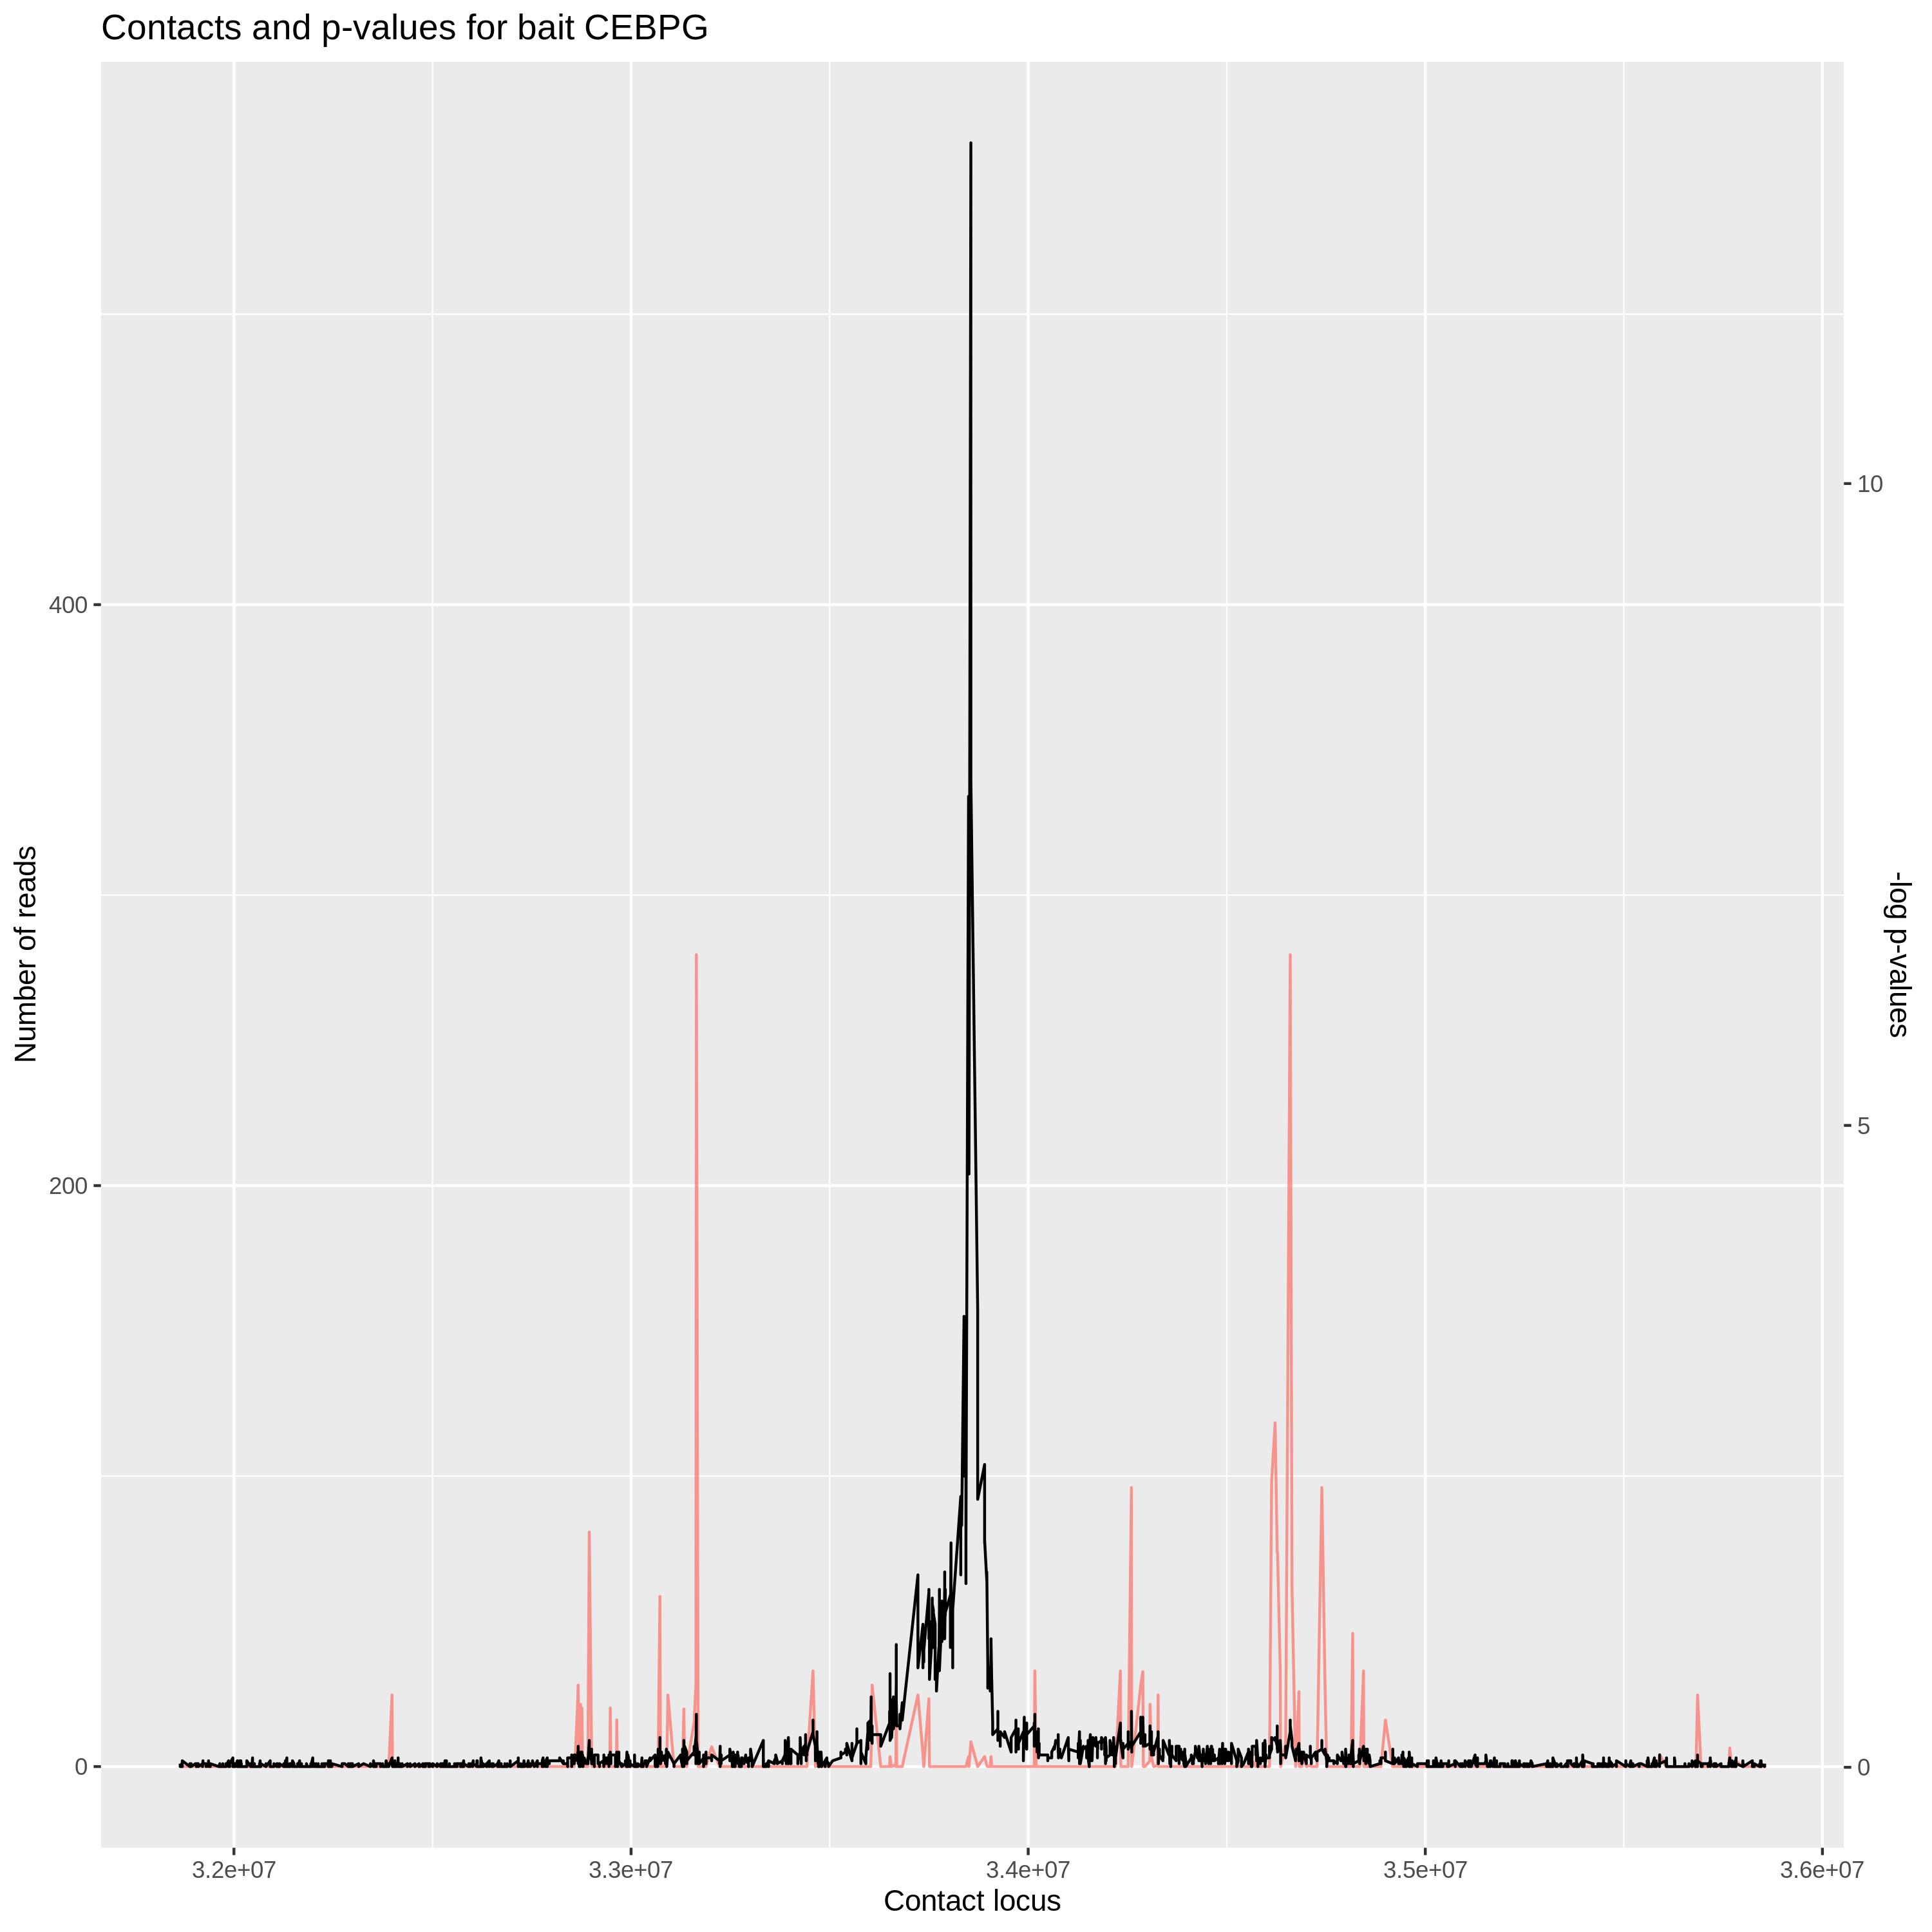 Contacts and p-values for bait CEBPG
Number of reads
400
200
0
10
5
0
-log p-values
3.2e+07
3.3e+07
3.4e+07
3.5e+07
3.6e+07
Contact locus